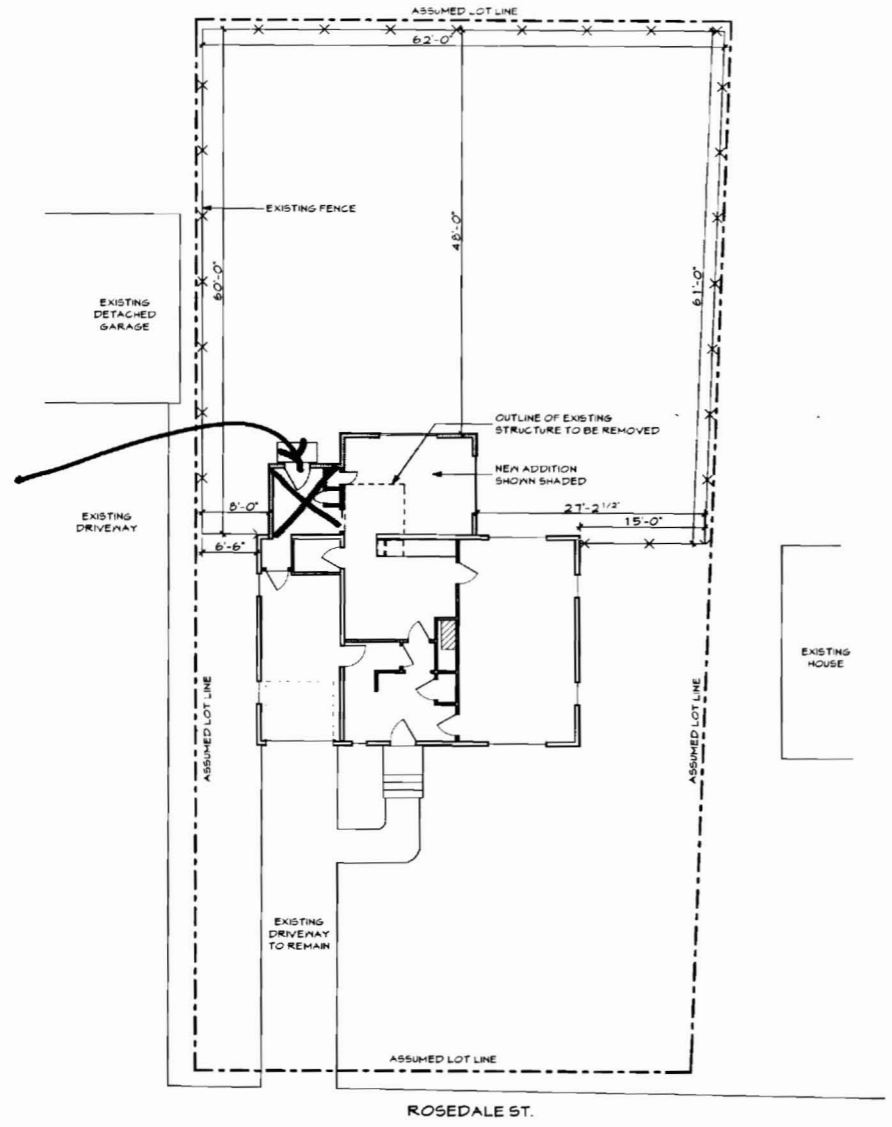 ASSUMED LOT LINE
62'-0"
EXISTING FENCE
48'-0"
60'-0"
61'-0"
EXISTING
DETACHED
GARAGE
OUTLINE OF EXISTING
STRUCTURE TO BE REMOVED
NEW ADDITION
SHOWN SHADED
8'-0"
27'-2 1/2"
15'-0"
EXISTING
DRIVEWAY
6'-6"
EXISTING
HOUSE
ASSUMED LOT LINE
ASSUMED LOT LINE
EXISTING
DRIVEWAY
TO REMAIN
ASSUMED LOT LINE
ROSEDALE ST.